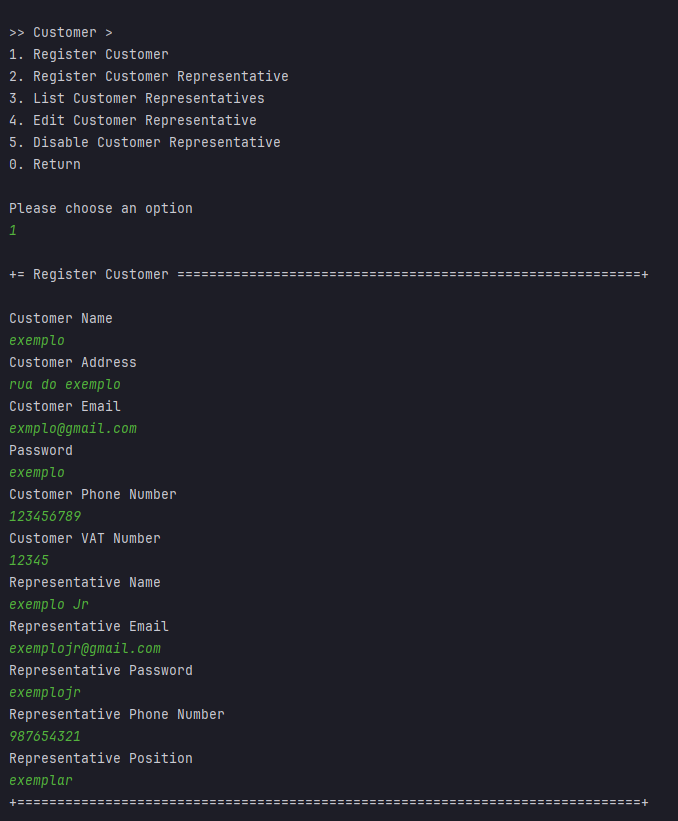 >> Customer >
1. Register Customer
2. Register Customer Representative
3. List Customer Representatives
4. Edit Customer Representative
5. Disable Customer Representative
0. Return
Please choose an option
1
+= Register Customer ==========================================================+
Customer Name
exemplo
Customer Address
rua do exemplo
Customer Email
exmplo@gmail.com
Password
exemplo
Customer Phone Number
123456789
Customer VAT Number
12345
Representative Name
exemplo Jr
Representative Email
exemplojr@gmail.com
Representative Password
exemplojr
Representative Phone Number
987654321
Representative Position
exemplar
+==============================================================================+